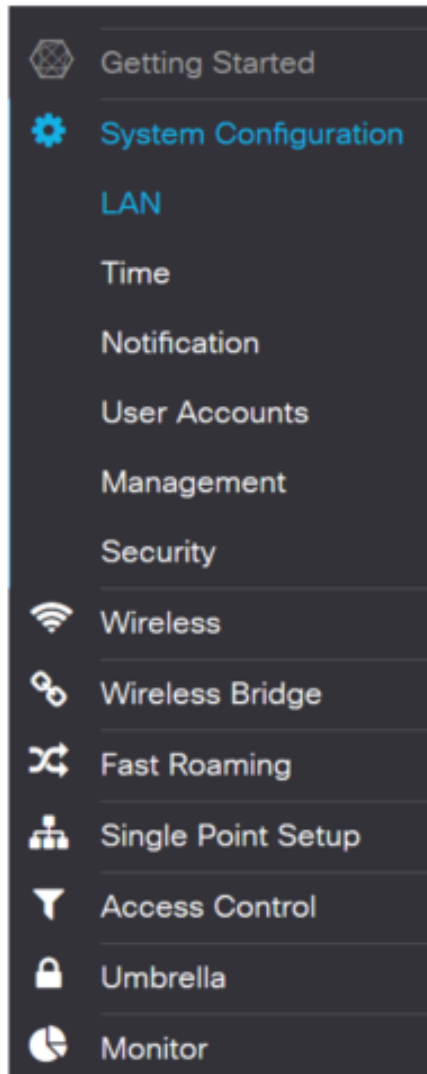 Getting Started
System Configuration
LAN
Time
Notification
User Accounts
Management
Security
Wireless
Wireless Bridge
Fast Roaming
Single Point Setup
Access Control
Umbrella
Monitor